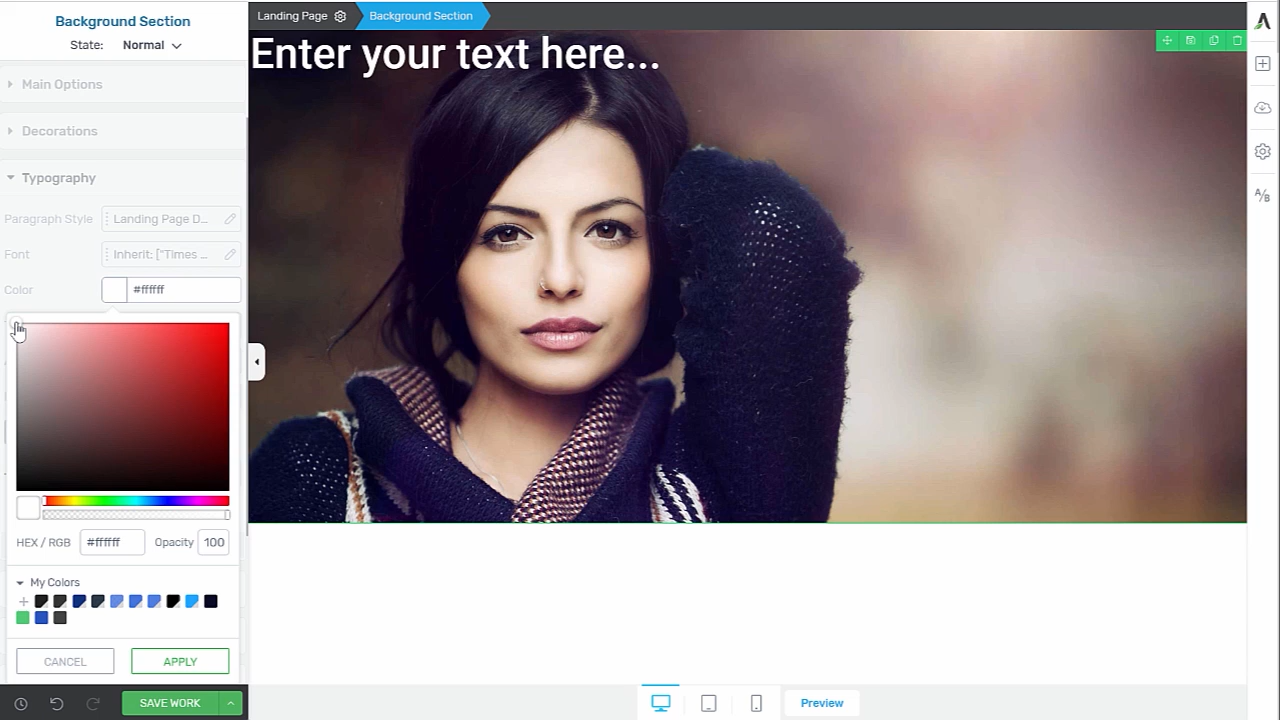 Background Section
State: Normal
Landing Page
Background Section
Enter your text here...
Main Options
Decorations
Typography
Paragraph Style
Landing Page D...
Font
Inherit: ["Times ...
Color
#ffffff
HEX / RGB
#ffffff
Opacity
100
My Colors
CANCEL
APPLY
SAVE WORK
Preview
A/B